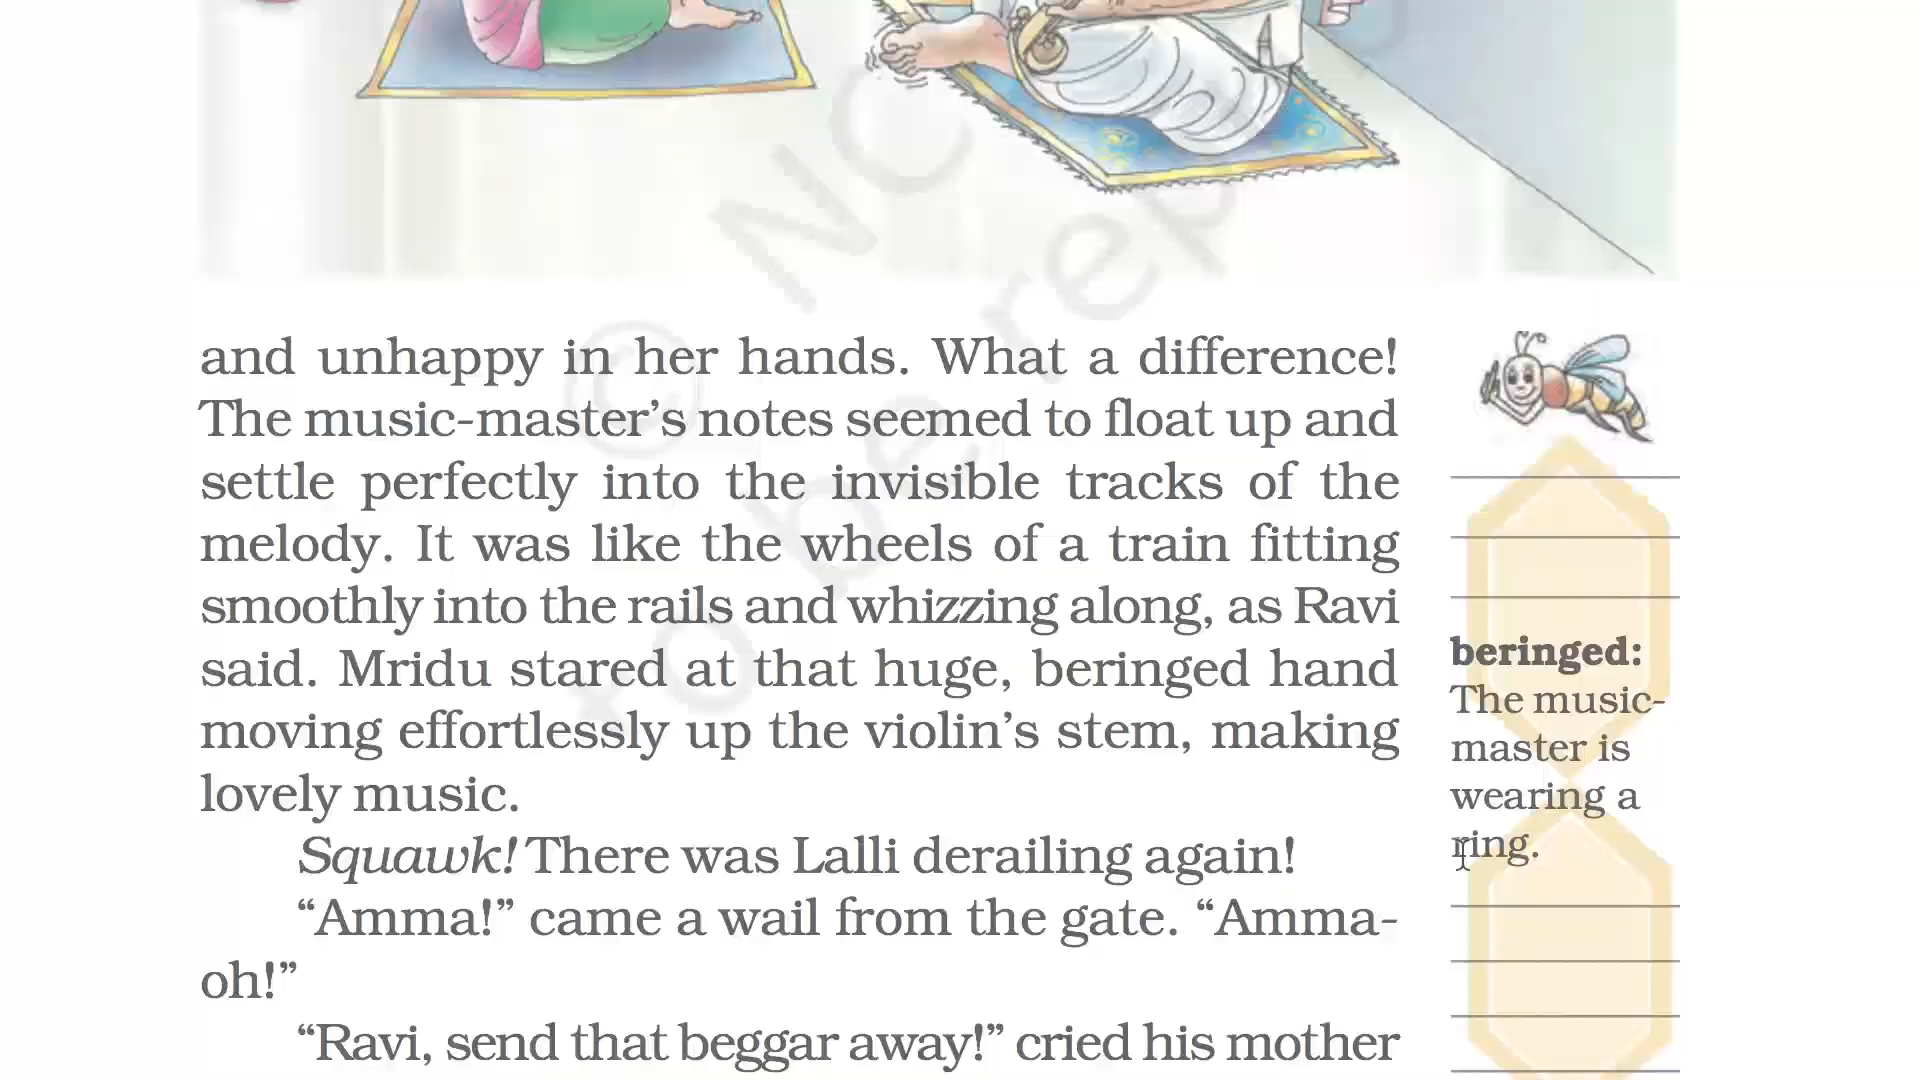 and unhappy in her hands. What a difference!
The music-master’s notes seemed to float up and
settle perfectly into the invisible tracks of the
melody. It was like the wheels of a train fitting
smoothly into the rails and whizzing along, as Ravi
said. Mridu stared at that huge, beringed hand
moving effortlessly up the violin’s stem, making
lovely music.
Squawk! There was Lalli derailing again!
“Amma!” came a wail from the gate. “Amma-
oh!”
“Ravi, send that beggar away!” cried his mother
beringed:
The music-
master is
wearing a
ring.
© NC
to be rep